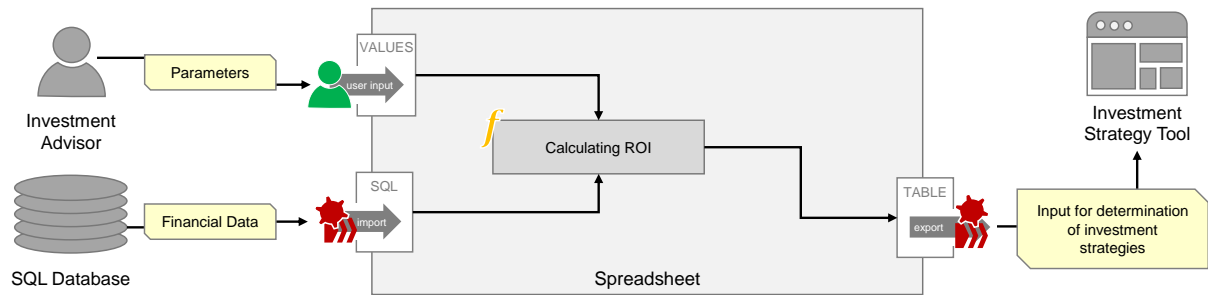 Investment
Advisor
Parameters
VALUES
user input
SQL Database
Financial Data
SQL
import
f
Calculating ROI
Spreadsheet
TABLE
export
Input for determination
of investment
strategies
Investment
Strategy Tool